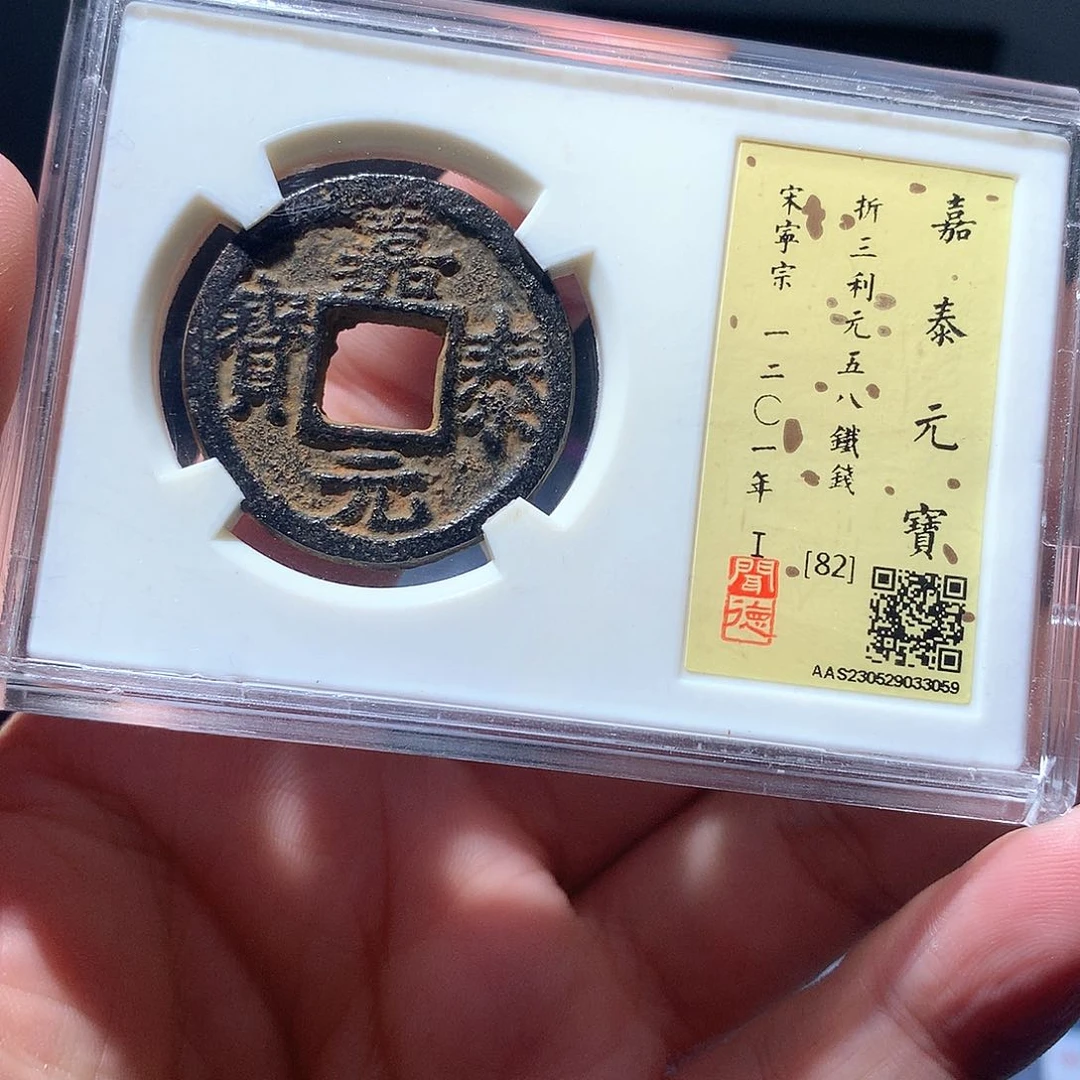 嘉泰元寶
嘉泰元寶
折三利元五八鐵錢
宋寧宗 一二〇一年 I
[82]
聞德
AAS230529033059